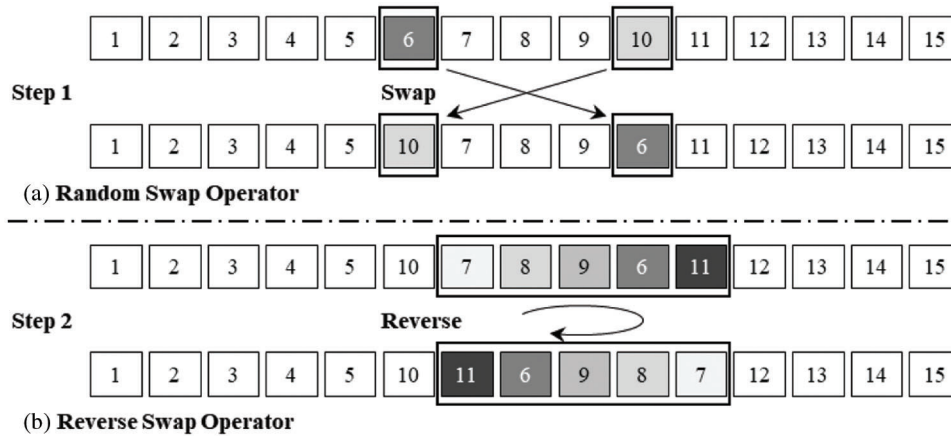 1 2 3 4 5 6 7 8 9 10 11 12 13 14 15
Step 1 Swap
1 2 3 4 5 10 7 8 9 6 11 12 13 14 15
(a) Random Swap Operator
1 2 3 4 5 10 7 8 9 6 11 12 13 14 15
Step 2 Reverse
1 2 3 4 5 10 11 6 9 8 7 12 13 14 15
(b) Reverse Swap Operator